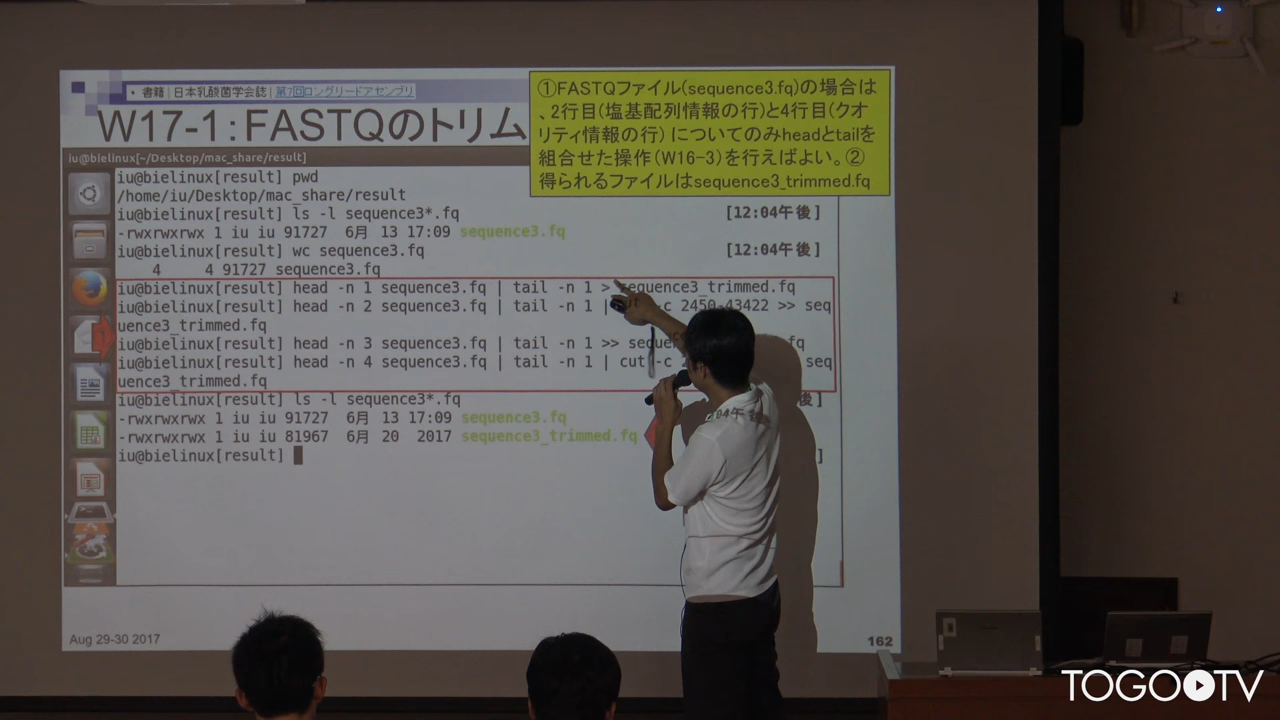 • 書籍 | 日本乳酸菌学会誌 | 第7回ロングリードアセンブリ
W17-1：FASTQのトリム
①FASTQファイル(sequence3.fq)の場合は
、2行目(塩基配列情報の行)と4行目(クオ
リティ情報の行) についてのみheadとtailを
組合せた操作(W16-3)を行えばよい。②
得られるファイルはsequence3_trimmed.fq
iu@bielinux[~/Desktop/mac_share/result]
iu@bielinux[result] pwd
/home/iu/Desktop/mac_share/result
iu@bielinux[result] ls -l sequence3*.fq [12:04午後]
-rwxrwxrwx 1 iu iu 91727 6月 13 17:09 sequence3.fq
iu@bielinux[result] wc sequence3.fq [12:04午後]
4 4 91727 sequence3.fq
iu@bielinux[result] head -n 1 sequence3.fq | tail -n 1 > sequence3_trimmed.fq
iu@bielinux[result] head -n 2 sequence3.fq | tail -n 1 | cut -c 2450-43422 >> seq
uence3_trimmed.fq
iu@bielinux[result] head -n 3 sequence3.fq | tail -n 1 >> seque fq
iu@bielinux[result] head -n 4 sequence3.fq | tail -n 1 | cut -c seq
uence3_trimmed.fq
iu@bielinux[result] ls -l sequence3*.fq 午後]
-rwxrwxrwx 1 iu iu 91727 6月 13 17:09 sequence3.fq
-rwxrwxrwx 1 iu iu 81967 6月 20 2017 sequence3_trimmed.fq
iu@bielinux[result] ]
Aug 29-30 2017
162
TOGOTV